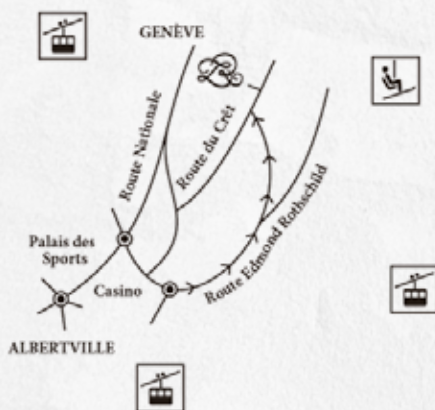 GENÈVE
Route Nationale
Route du Crêt
Route Edmond Rothschild
Palais des
Sports
Casino
ALBERTVILLE